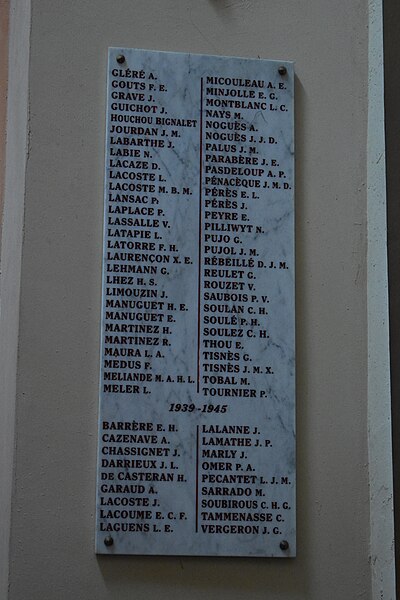 GLÉRÉ A.
GOUTS F. E.
GRAVE J.
GUICHOT J.
HOUCHOU BIGNALET
JOURDAN J. M.
LABARTHE J.
LABIE N.
LACAZE D.
LACOSTE L.
LACOSTE M. B. M.
LANSAC P.
LAPLACE P.
LASSALLE V.
LATAPIE L.
LATORRE F. H.
LAURENÇON X. E.
LEHMANN G.
LHEZ H. S.
LIMOUZIN J.
MANUGUET H. E.
MANUGUET E.
MARTINEZ H.
MARTINEZ R.
MAURA L. A.
MEDUS F.
MELIANDE M. A. H. L.
MELER L.
MICOULEAU A. E.
MINJOLLE E. G.
MONTBLANC L. C.
NAYS M.
NOGUÈS A.
NOGUÈS J. J. D.
PALUS J. M.
PARABÈRE J. E.
PASDELOUP A. P.
PÉNACÈQUE J. M. D.
PÉRÈS E. L.
PÉRÈS J.
PEYRE E.
PILLIWYT N.
PUJO G.
PUJOL J. M.
RÉBEILLÉ D. J. M.
REULET G.
ROUZET V.
SAUBOIS P. V.
SOULAN C. H.
SOULÉ P. H.
SOULEZ C. H.
THOU E.
TISNÈS G.
TISNÈS J. M. X.
TOBAL M.
TOURNIER P.
1939-1945
BARRÈRE E. H.
CAZENAVE A.
CHASSIGNET J.
DARRIEUX J. L.
DE CASTERAN H.
GARAUD A.
LACOSTE J.
LACOUME E. C. F.
LAGUENS L. E.
LALANNE J.
LAMATHE J. P.
MARLY J.
OMER P. A.
PECANTET L. J. M.
SARRADO M.
SOUBIROUS C. H. G.
TAMMENASSE C.
VERGERON J. G.